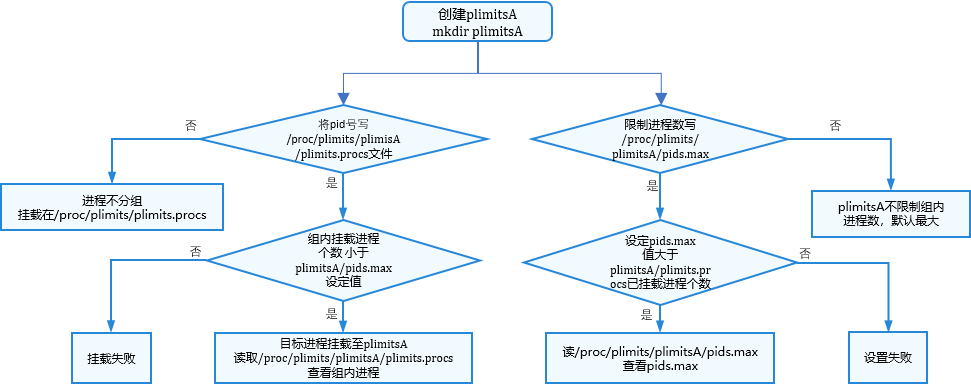 创建plimitsA
mkdir plimitsA
否
将pid号写
/proc/plimits/plimisA
/plimits.procs文件
限制进程数写
/proc/plimits/
plimitsA/pids.max
否
是
是
进程不分组
挂载在/proc/plimits/plimits.procs
plimitsA不限制组内
进程数，默认最大
否
组内挂载进程
个数 小于
plimitsA/pids.max
设定值
设定pids.max
值大于
plimitsA/plimits.pr
ocs已挂载进程个数
否
是
是
挂载失败
目标进程挂载至plimitsA
读取/proc/plimits/plimitsA/plimits.procs
查看组内进程
读/proc/plimits/plimitsA/pids.max
查看pids.max
设置失败